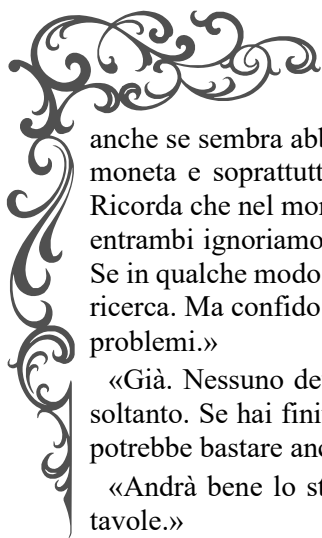 anche se sembra abb
moneta e soprattutt
Ricorda che nel mon
entrambi ignoriamo
Se in qualche modo
ricerca. Ma confido
problemi.»
«Già. Nessuno de
soltanto. Se hai fini
potrebbe bastare anc
«Andrà bene lo st
tavole.»